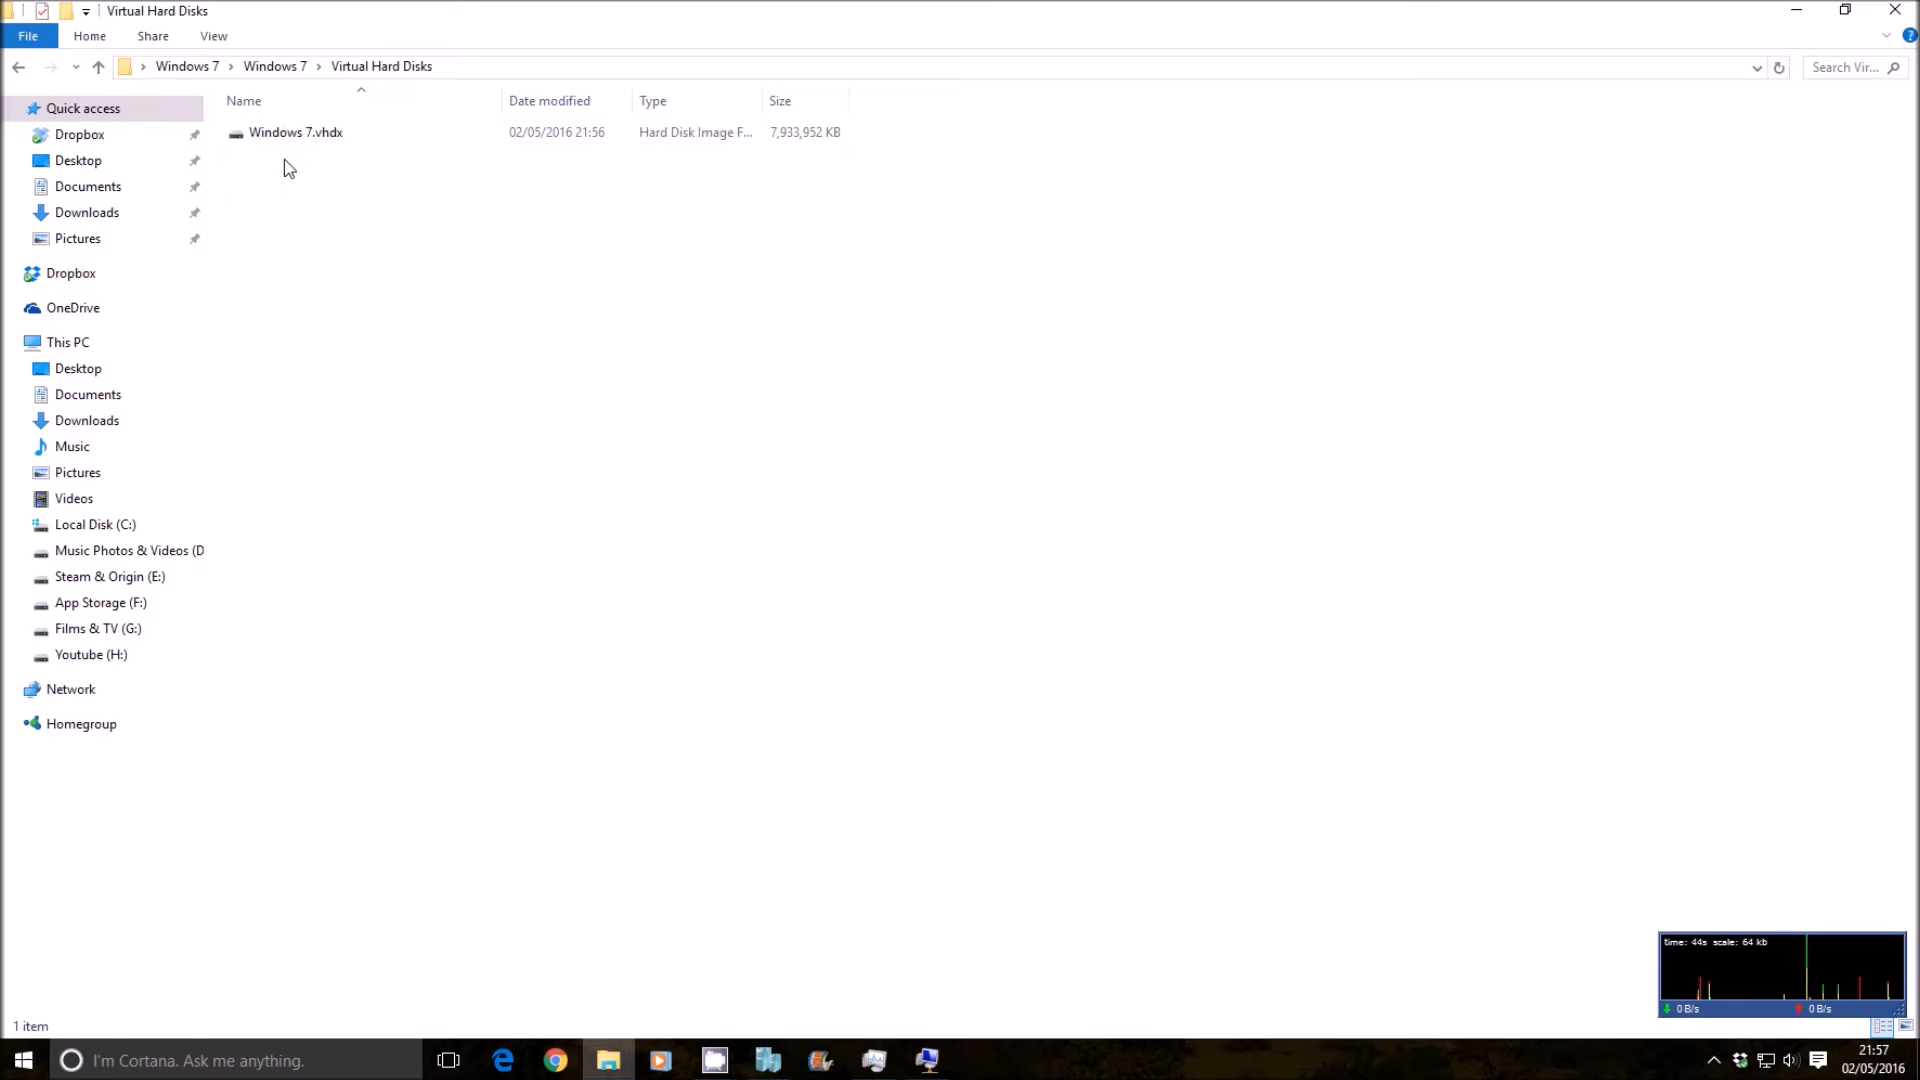 Virtual Hard Disks
File Home Share View
Windows 7 Windows 7 Virtual Hard Disks
Search Vir...
Name Date modified Type Size
Windows 7.vhdx 02/05/2016 21:56 Hard Disk Image F... 7,933,952 KB
Quick access
Dropbox
Desktop
Documents
Downloads
Pictures
Dropbox
OneDrive
This PC
Desktop
Documents
Downloads
Music
Pictures
Videos
Local Disk (C:)
Music Photos & Videos (D
Steam & Origin (E:)
App Storage (F:)
Films & TV (G:)
Youtube (H:)
Network
Homegroup
time: 44s scale: 64 kb
0 B/s 0 B/s
1 item
I'm Cortana. Ask me anything.
21:57
02/05/2016